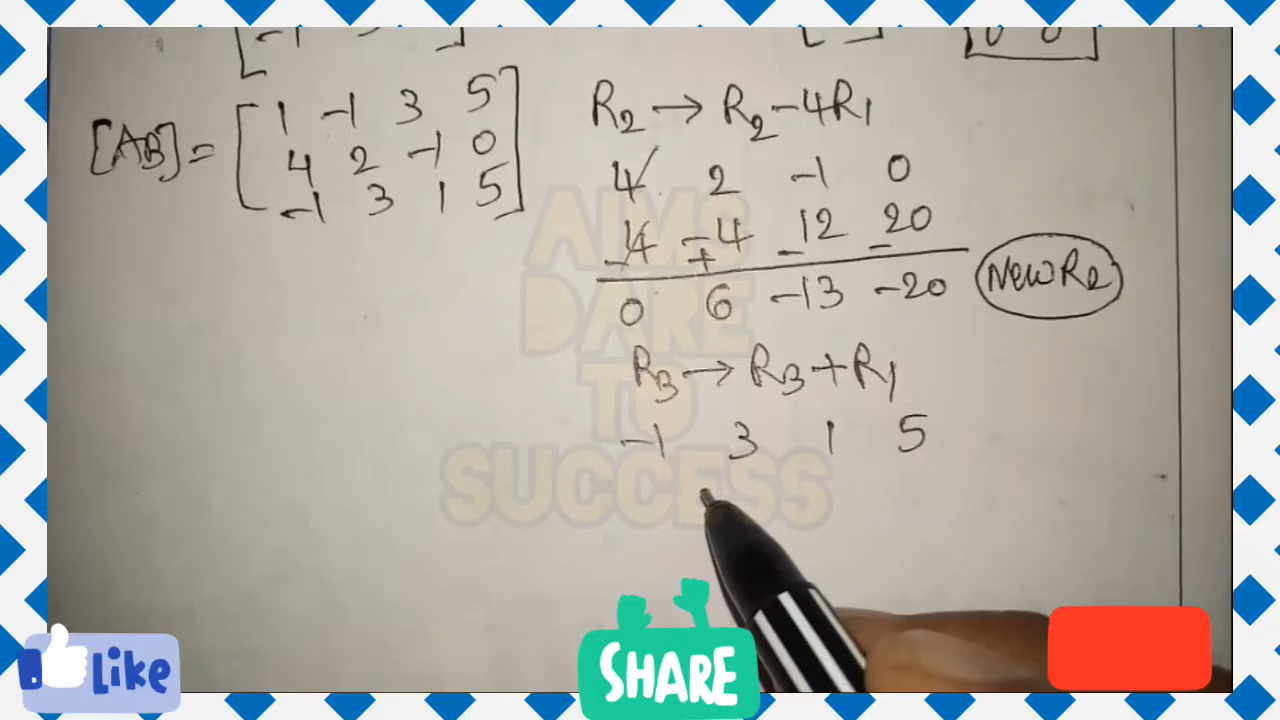 [AB] = [ 1 -1 3 5
4 2 -1 0
-1 3 1 5 ]
R2 → R2 - 4R1
4 2 -1 0
4 -4 12 20
- + - -
0 6 -13 -20 New R2
R3 → R3 + R1
-1 3 1 5
AIMS
DARE
TO
SUCCESS
Like
SHARE